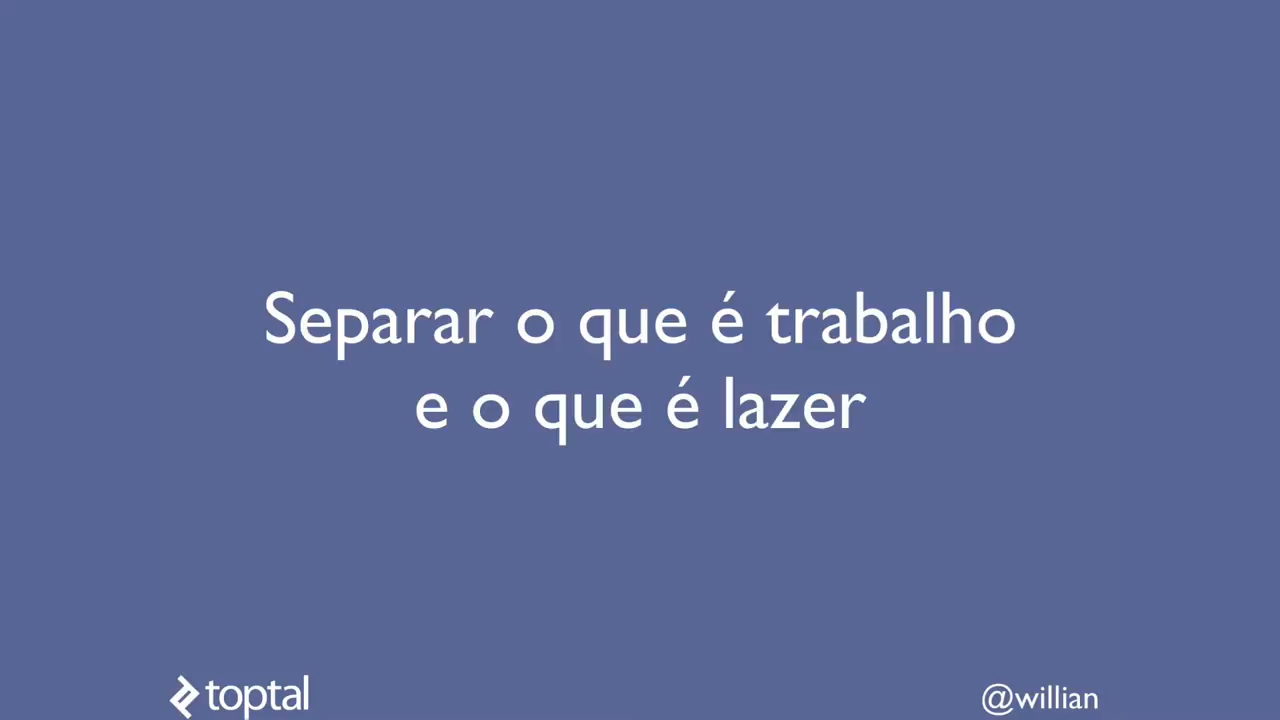 Separar o que é trabalho
e o que é lazer
toptal
@willian